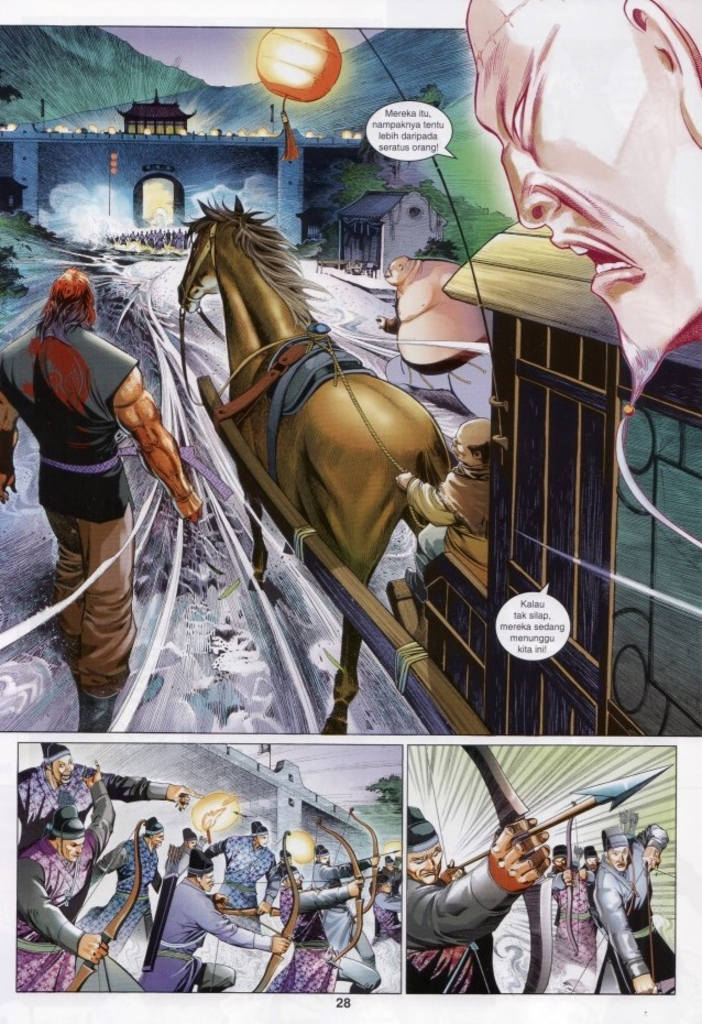 Mereka itu,
nampaknya tentu
lebih daripada
seratus orang!
Kalau
tak silap,
mereka sedang
menunggu
kita ini!
28